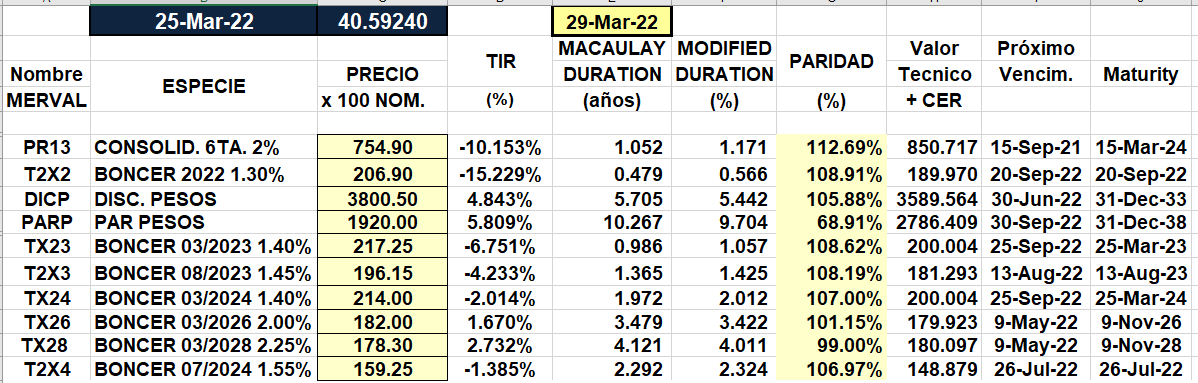 25-Mar-22 40.59240 29-Mar-22
Nombre MERVAL ESPECIE PRECIO x 100 NOM. TIR (%) MACAULAY DURATION (años) MODIFIED DURATION (%) PARIDAD (%) Valor Tecnico + CER Próximo Vencim. Maturity
PR13 CONSOLID. 6TA. 2% 754.90 -10.153% 1.052 1.171 112.69% 850.717 15-Sep-21 15-Mar-24
T2X2 BONCER 2022 1.30% 206.90 -15.229% 0.479 0.566 108.91% 189.970 20-Sep-22 20-Sep-22
DICP DISC. PESOS 3800.50 4.843% 5.705 5.442 105.88% 3589.564 30-Jun-22 31-Dec-33
PARP PAR PESOS 1920.00 5.809% 10.267 9.704 68.91% 2786.409 30-Sep-22 31-Dec-38
TX23 BONCER 03/2023 1.40% 217.25 -6.751% 0.986 1.057 108.62% 200.004 25-Sep-22 25-Mar-23
T2X3 BONCER 08/2023 1.45% 196.15 -4.233% 1.365 1.425 108.19% 181.293 13-Aug-22 13-Aug-23
TX24 BONCER 03/2024 1.40% 214.00 -2.014% 1.972 2.012 107.00% 200.004 25-Sep-22 25-Mar-24
TX26 BONCER 03/2026 2.00% 182.00 1.670% 3.479 3.422 101.15% 179.923 9-May-22 9-Nov-26
TX28 BONCER 03/2028 2.25% 178.30 2.732% 4.121 4.011 99.00% 180.097 9-May-22 9-Nov-28
T2X4 BONCER 07/2024 1.55% 159.25 -1.385% 2.292 2.324 106.97% 148.879 26-Jul-22 26-Jul-22